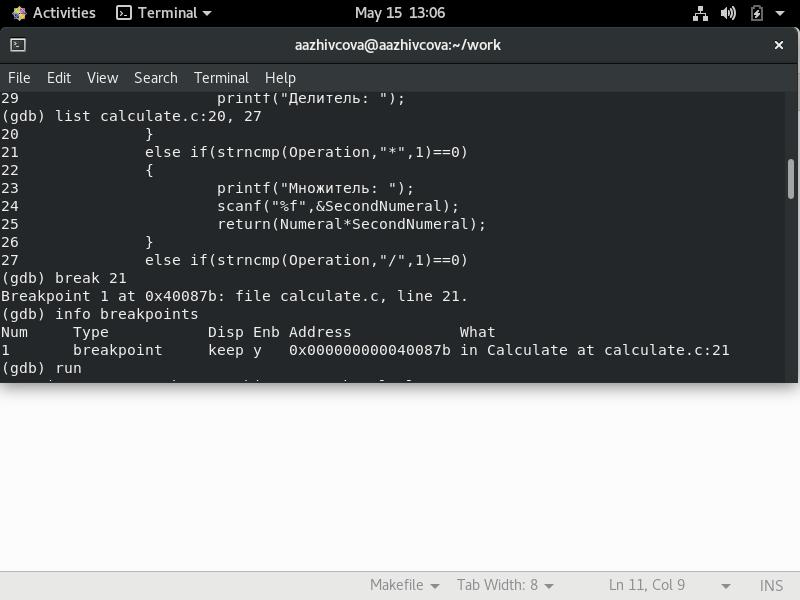 Activities Terminal May 15 13:06
aazhivcova@aazhivcova:~/work
File Edit View Search Terminal Help
29                      printf("Делитель: ");
(gdb) list calculate.c:20, 27
20              }
21              else if(strncmp(Operation,"*",1)==0)
22              {
23                      printf("Множитель: ");
24                      scanf("%f",&SecondNumeral);
25                      return(Numeral*SecondNumeral);
26              }
27              else if(strncmp(Operation,"/",1)==0)
(gdb) break 21
Breakpoint 1 at 0x40087b: file calculate.c, line 21.
(gdb) info breakpoints
Num     Type           Disp Enb Address            What
1       breakpoint     keep y   0x000000000040087b in Calculate at calculate.c:21
(gdb) run
Makefile Tab Width: 8 Ln 11, Col 9 INS